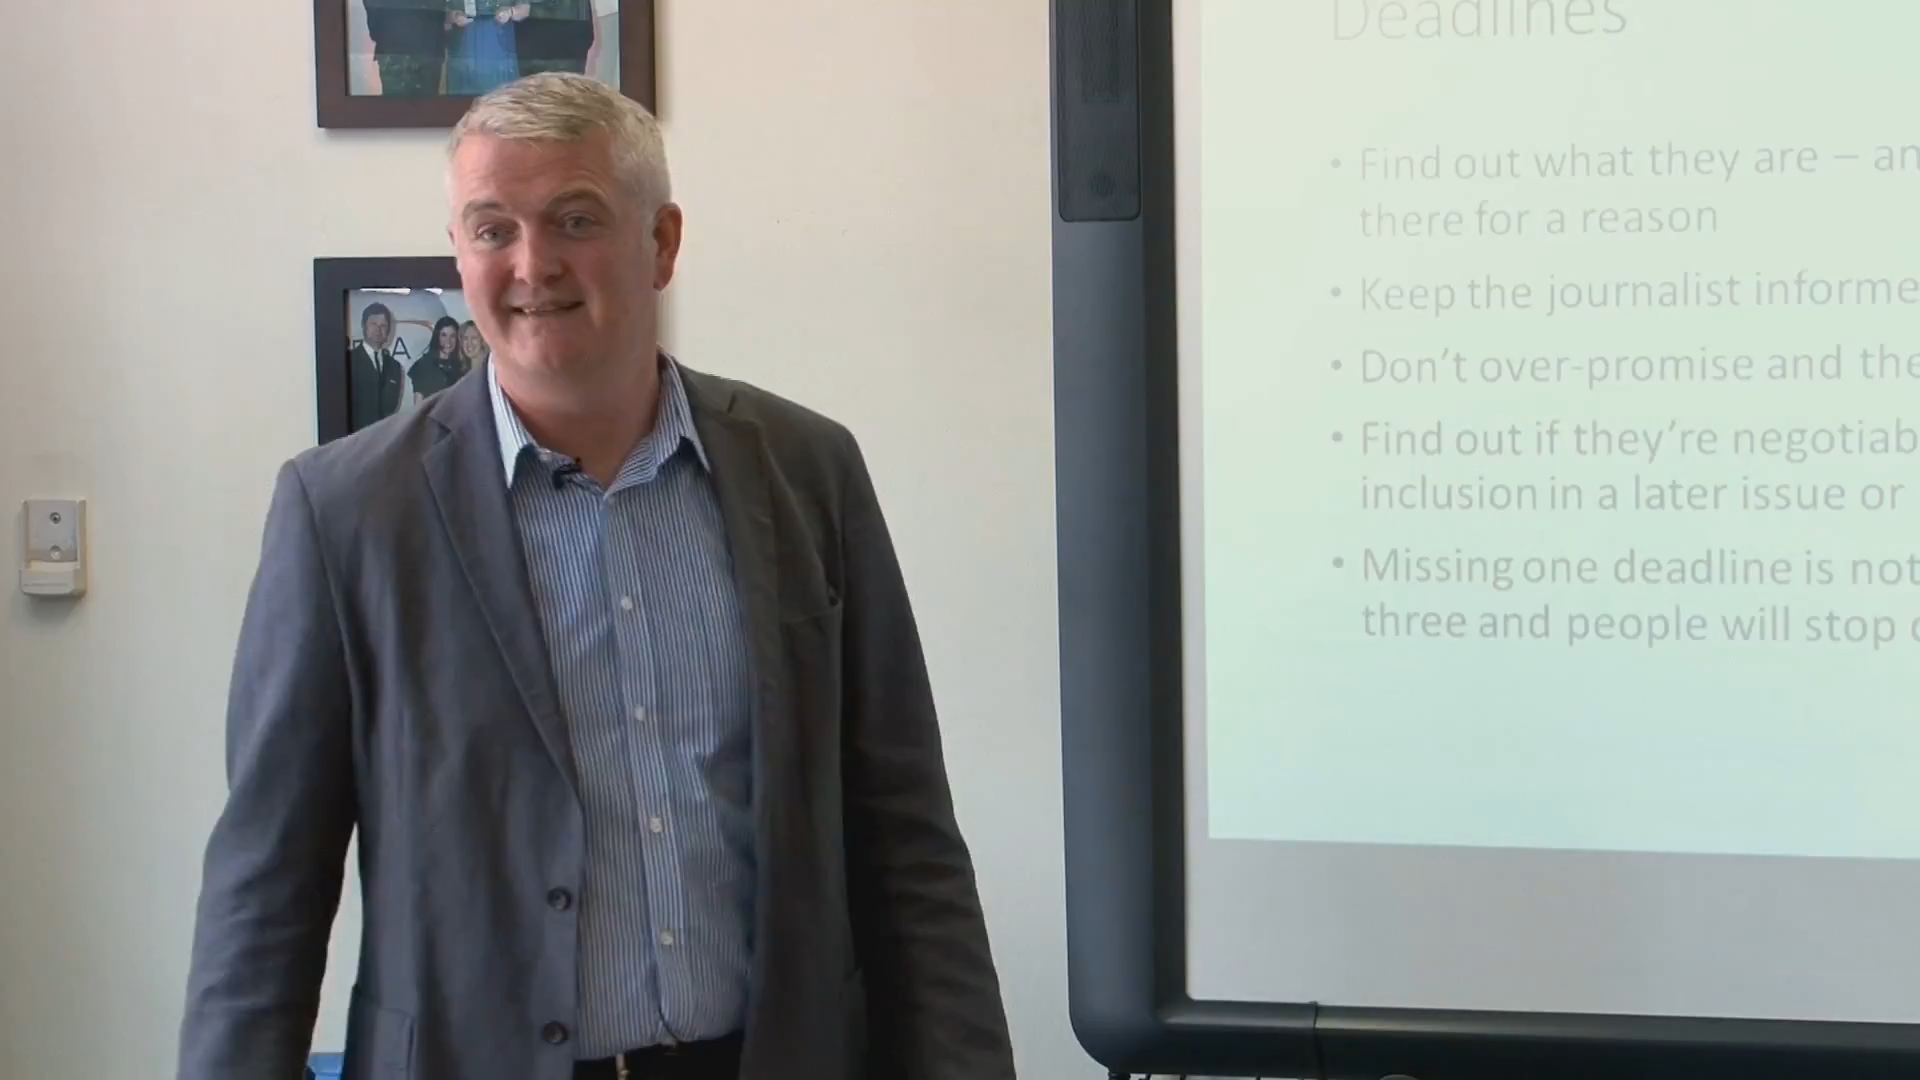 Deadlines
• Find out what they are – an
there for a reason
• Keep the journalist informe
• Don't over-promise and the
• Find out if they're negotiab
inclusion in a later issue or
• Missing one deadline is not
three and people will stop